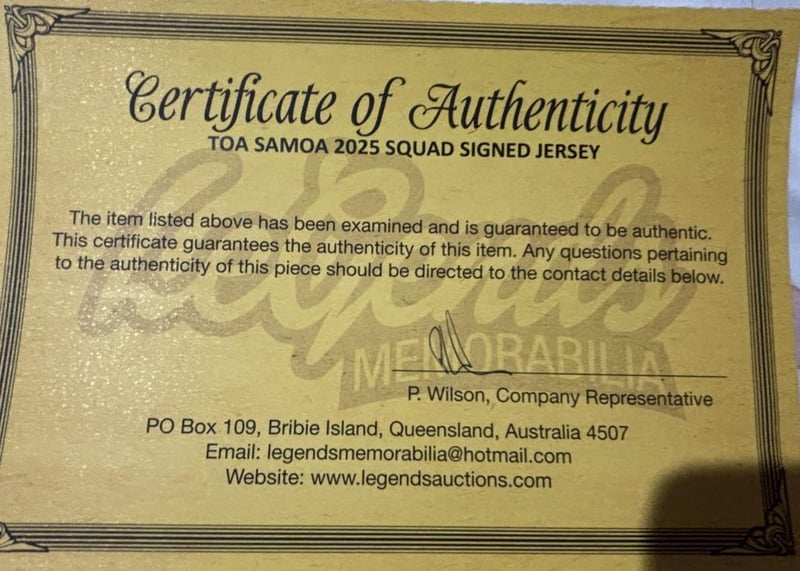 Certificate of Authenticity
TOA SAMOA 2025 SQUAD SIGNED JERSEY
Legends
The item listed above has been examined and is guaranteed to be authentic.
This certificate guarantees the authenticity of this item. Any questions pertaining
to the authenticity of this piece should be directed to the contact details below.
MEMORABILIA
P. Wilson, Company Representative
PO Box 109, Bribie Island, Queensland, Australia 4507
Email: legendsmemorabilia@hotmail.com
Website: www.legendsauctions.com